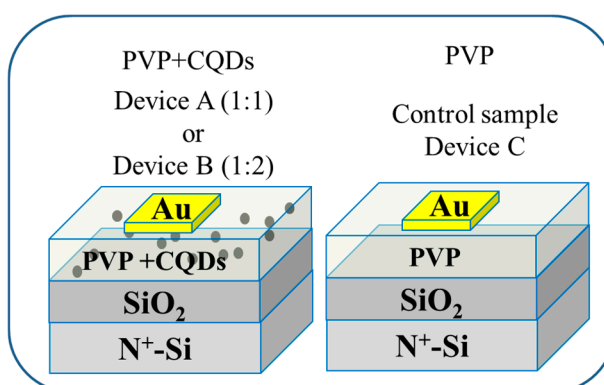 PVP+CQDs
Device A (1:1)
or
Device B (1:2)
Au
PVP +CQDs
SiO₂
N⁺-Si
PVP
Control sample
Device C
Au
PVP
SiO₂
N⁺-Si